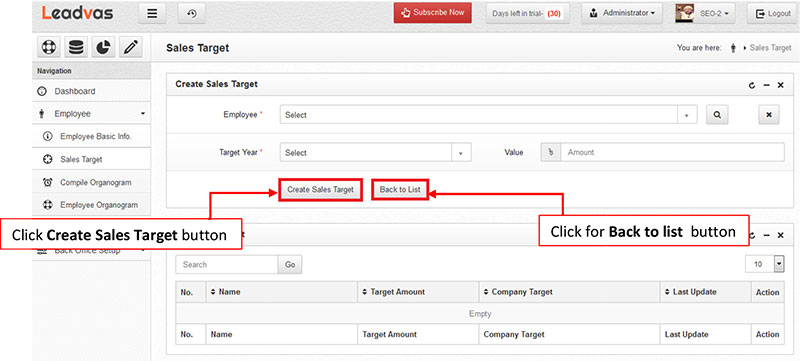 Leadvas
Subscribe Now
Days left in trial- (30)
Administrator
SEO-2
Logout
Sales Target
You are here: Sales Target
Navigation
Dashboard
Employee
Employee Basic Info.
Sales Target
Compile Organogram
Employee Organogram
Back Office Setup
Create Sales Target
Employee * Select
Target Year * Select Value ৳ Amount
Create Sales Target Back to List
Click Create Sales Target button
Click for Back to list button
Search Go 10
No. Name Target Amount Company Target Last Update Action
Empty
No. Name Target Amount Company Target Last Update Action